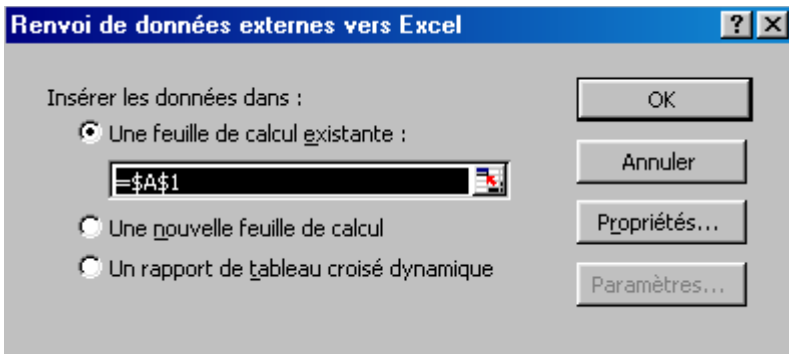 Renvoi de données externes vers Excel
Insérer les données dans :
Une feuille de calcul existante :
=$A$1
Une nouvelle feuille de calcul
Un rapport de tableau croisé dynamique
OK
Annuler
Propriétés...
Paramètres...